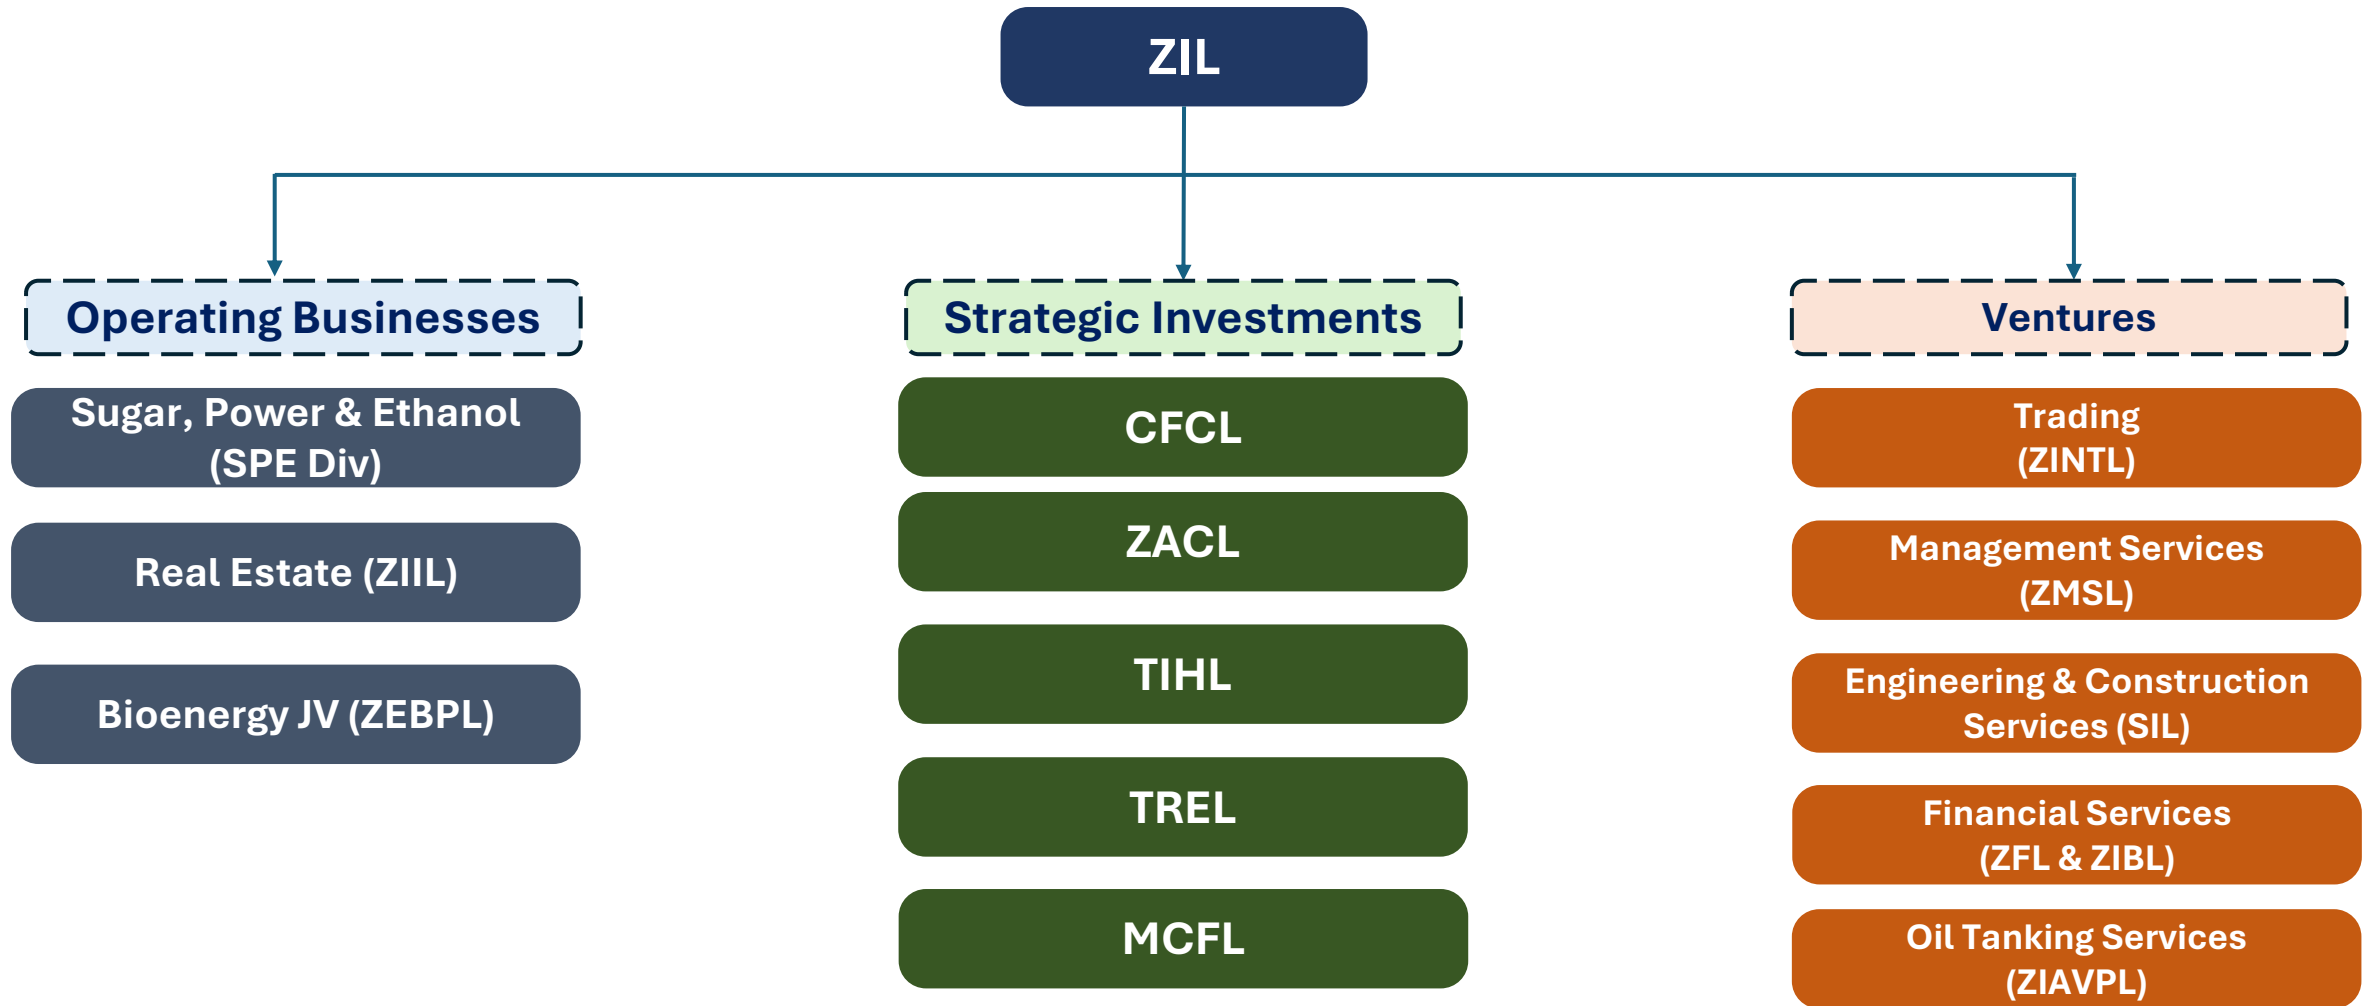 ZIL
Operating Businesses
Sugar, Power & Ethanol
(SPE Div)
Real Estate (ZIIL)
Bioenergy JV (ZEBPL)
Strategic Investments
CFCL
ZACL
TIHL
TREL
MCFL
Ventures
Trading
(ZINTL)
Management Services
(ZMSL)
Engineering & Construction
Services (SIL)
Financial Services
(ZFL & ZIBL)
Oil Tanking Services
(ZIAVPL)